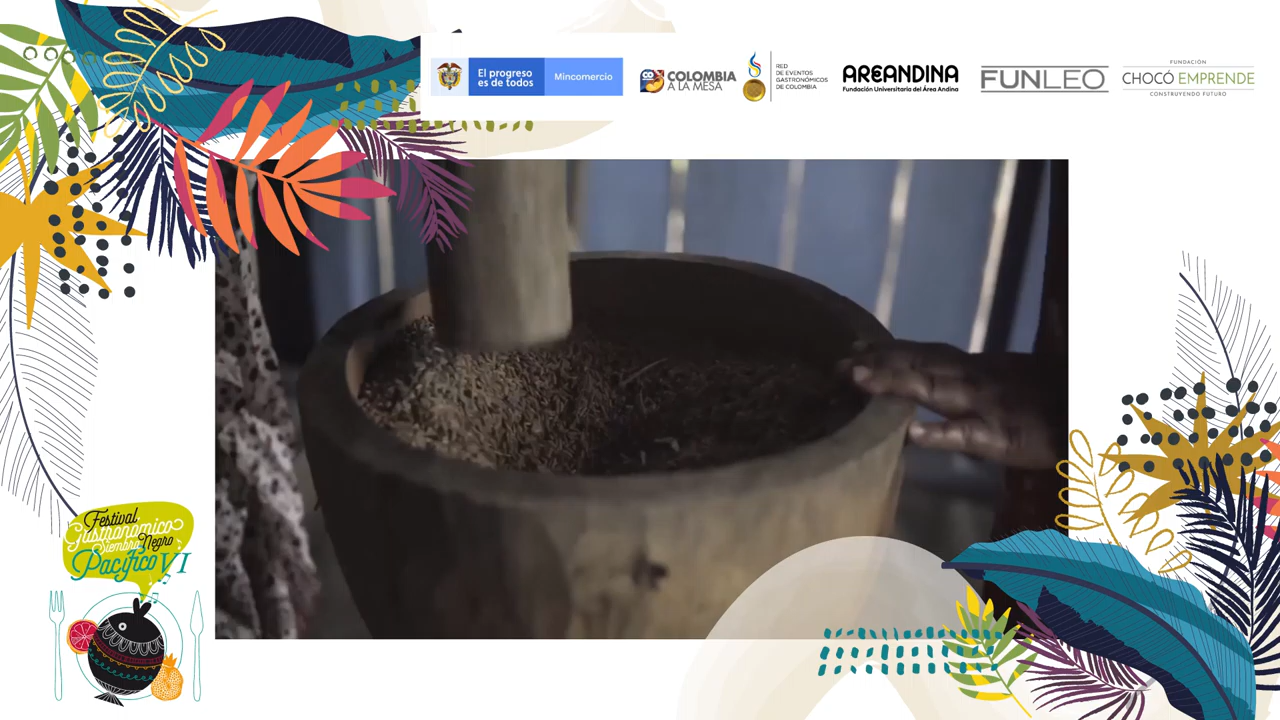 El progreso
es de todos
Mincomercio
CO
COLOMBIA
A LA MESA
RED
DE EVENTOS
GASTRONÓMICOS
DE COLOMBIA
AREANDINA
Fundación Universitaria del Área Andina
FUNLEO
FUNDACIÓN
CHOCÓ EMPRENDE
CONSTRUYENDO FUTURO
Festival
Gastronómico
Siembra Negro
Pacífico VI